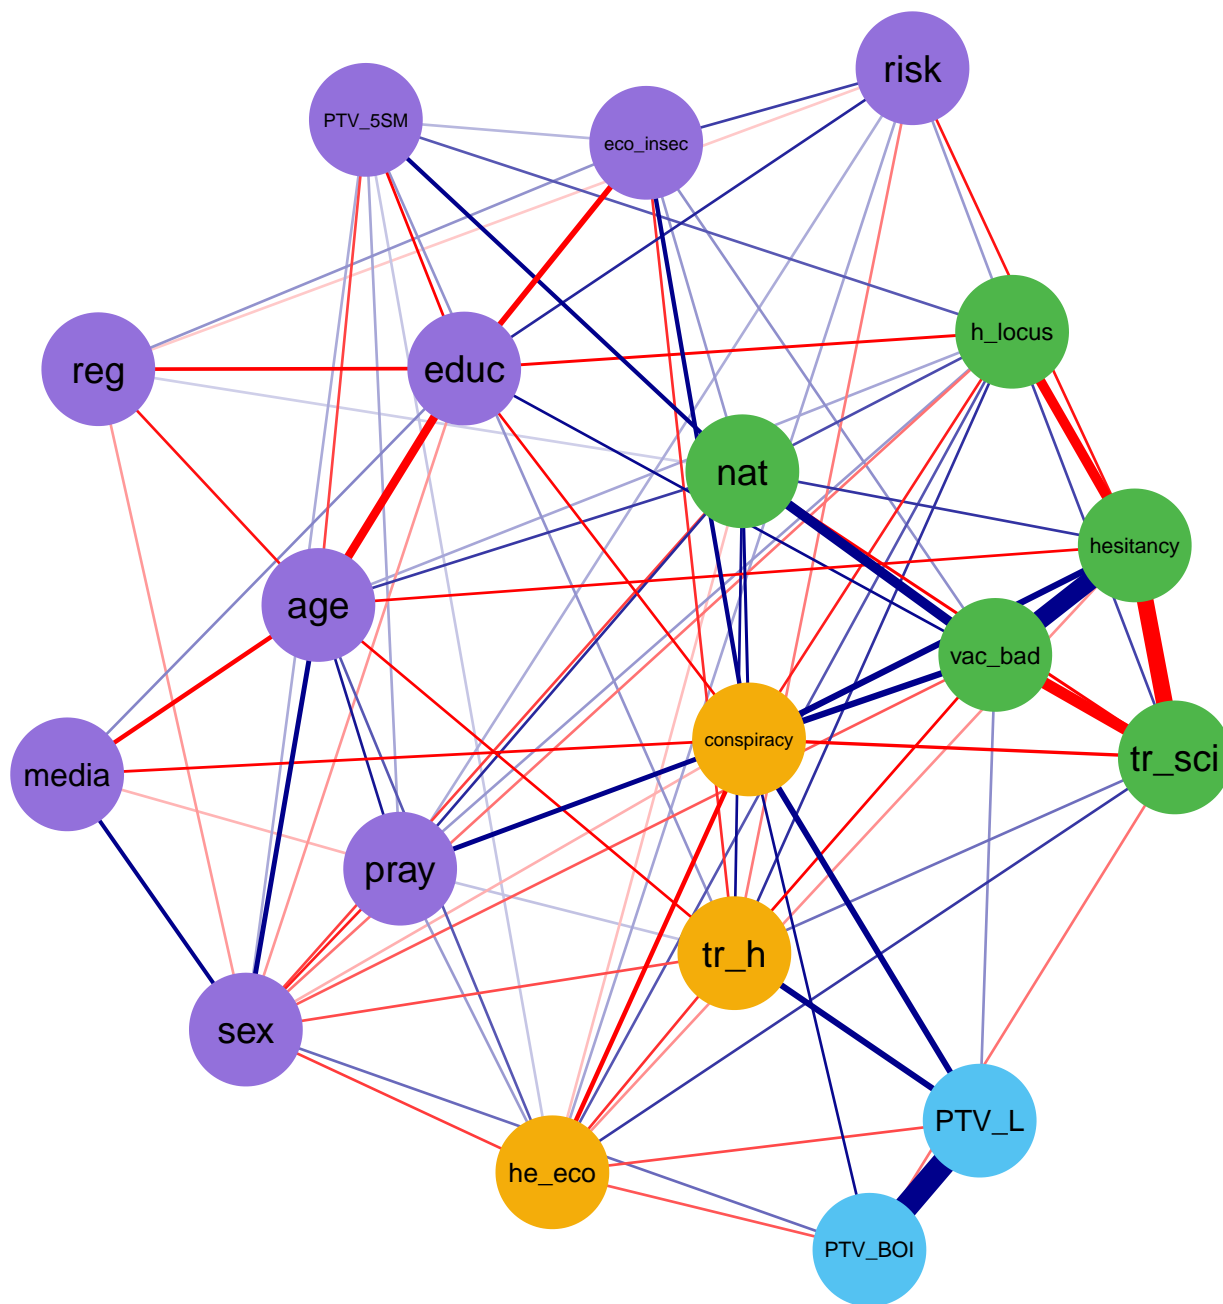 risk
PTV_5SM
eco_insec
h_locus
reg
educ
nat
hesitancy
age
vac_bad
conspiracy
tr_sci
media
pray
tr_h
sex
PTV_L
he_eco
PTV_BOI